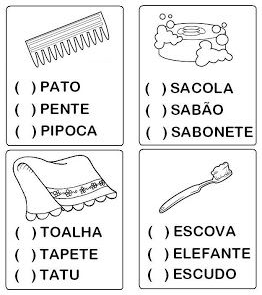 ( ) PATO
( ) PENTE
( ) PIPOCA
( ) SACOLA
( ) SABÃO
( ) SABONETE
( ) TOALHA
( ) TAPETE
( ) TATU
( ) ESCOVA
( ) ELEFANTE
( ) ESCUDO